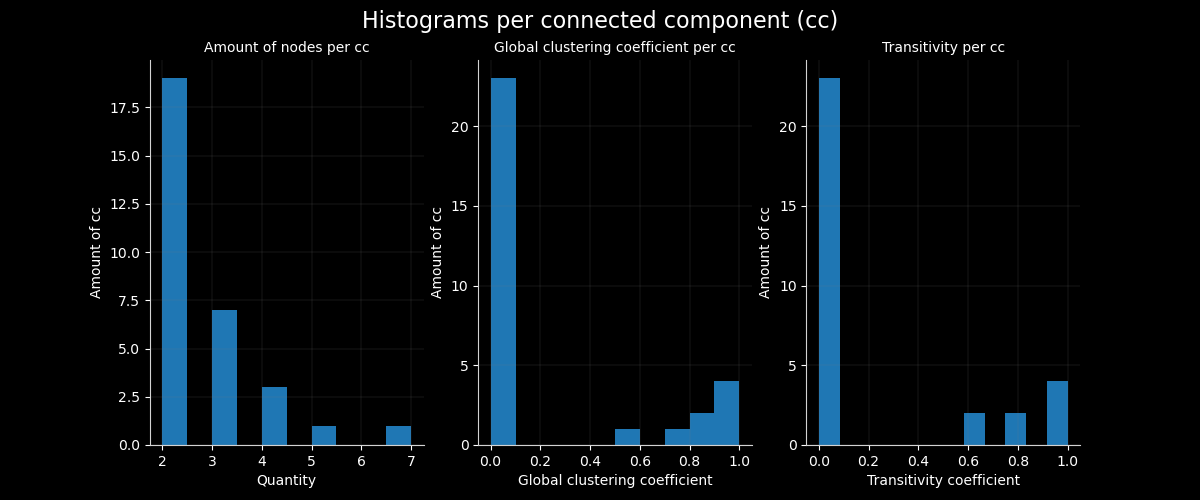 Histograms per connected component (cc)
Amount of nodes per cc
Global clustering coefficient per cc
Transitivity per cc
Amount of cc
17.5
15.0
12.5
10.0
7.5
5.0
2.5
0.0
2 3 4 5 6 7
Quantity
Amount of cc
20
15
10
5
0
0.0 0.2 0.4 0.6 0.8 1.0
Global clustering coefficient
Amount of cc
20
15
10
5
0
0.0 0.2 0.4 0.6 0.8 1.0
Transitivity coefficient